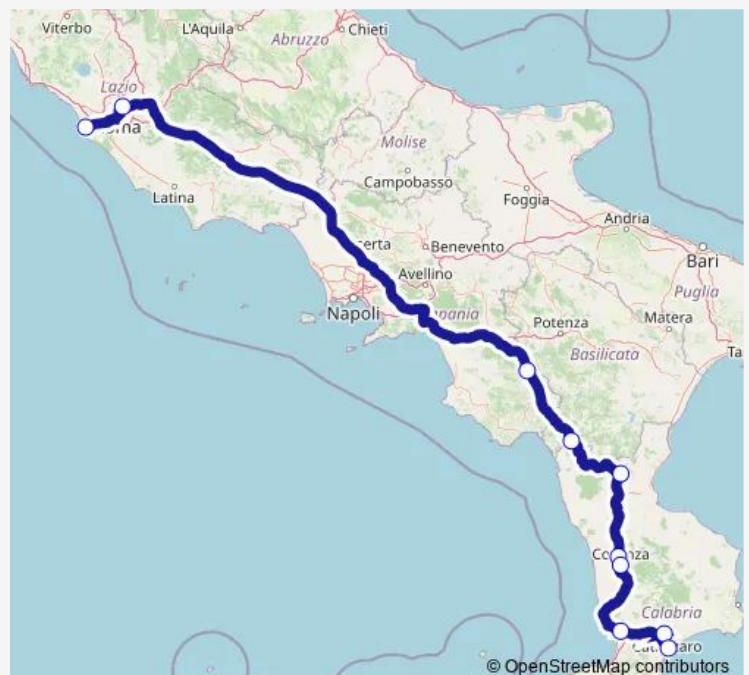 Viterbo
L'Aquila
Chieti
Abruzzo
Lazio
Molise
Campobasso
Latina
Foggia
Andria
Benevento
Bari
Avellino
Puglia
Napoli
Potenza
Matera
Basilicata
Ta
Calabria
© OpenStreetMap contributors